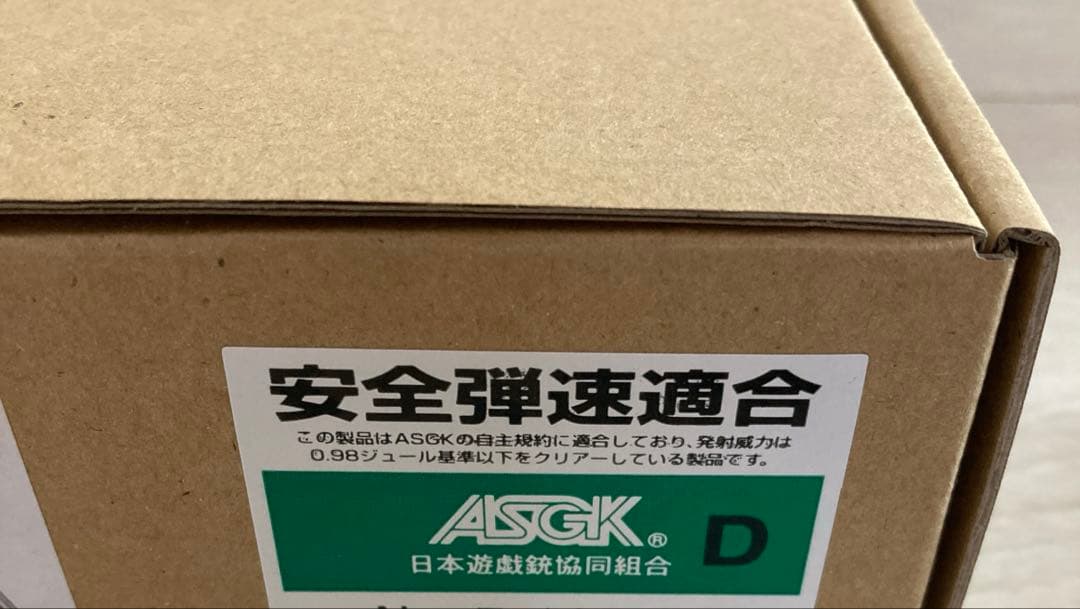 安全弾速適合
この製品はASGKの自主規約に適合しており、発射威力は
0.98ジュール基準以下をクリアーしている製品です。
ASGK® D
日本遊戯銃協同組合